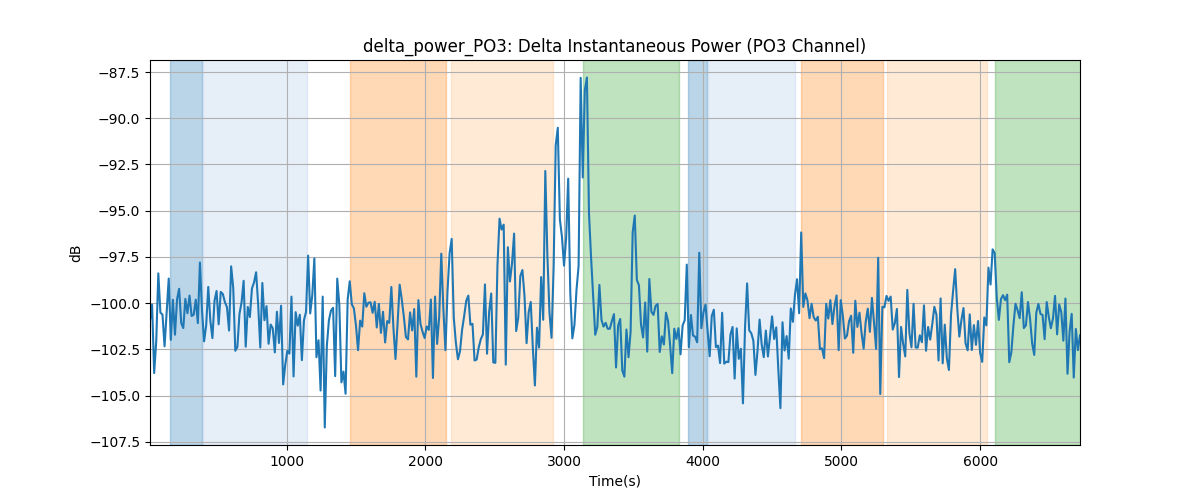 delta_power_PO3: Delta Instantaneous Power (PO3 Channel)
−87.5
−90.0
−92.5
−95.0
−97.5
−100.0
−102.5
−105.0
−107.5
dB
1000 2000 3000 4000 5000 6000
Time(s)